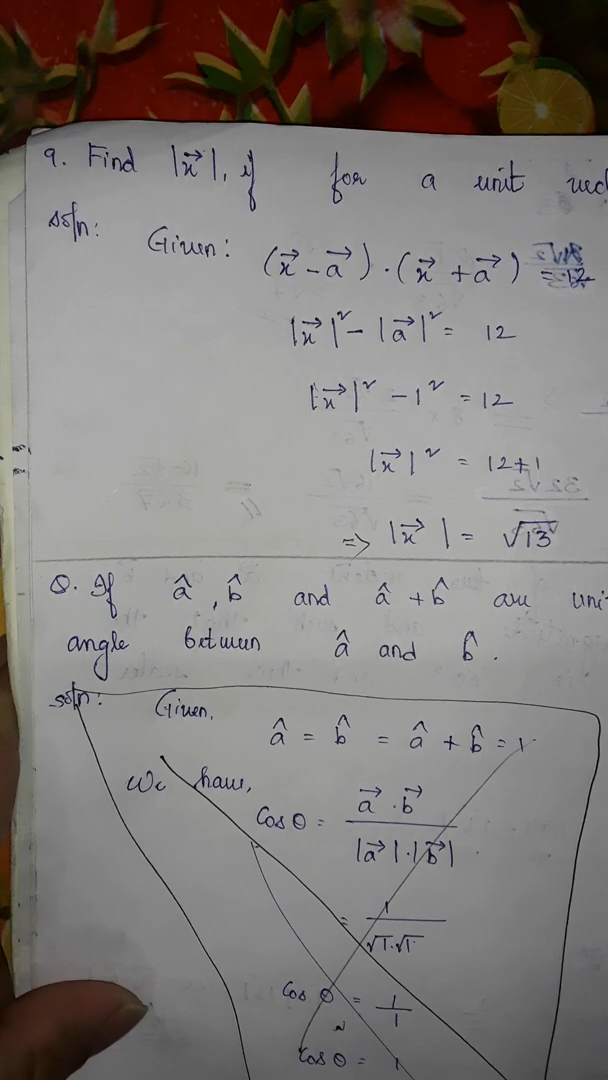 9. Find |x⃗|, if for a unit
Soln: Given: (x⃗ - a⃗) · (x⃗ + a⃗) = 12
|x⃗|² - |a⃗|² = 12
|x⃗|² - 1² = 12
|x⃗|² = 12+1
=> |x⃗| = √13
Q. If â, b̂ and â + b̂ are
angle between â and b̂.
Soln: Given,
â = b̂ = â + b̂ = 1
We have,
Cos θ = a⃗ · b⃗ / |a⃗|·|b⃗|
= 1 / √1·√1
Cos θ = 1/1
Cos θ = 1